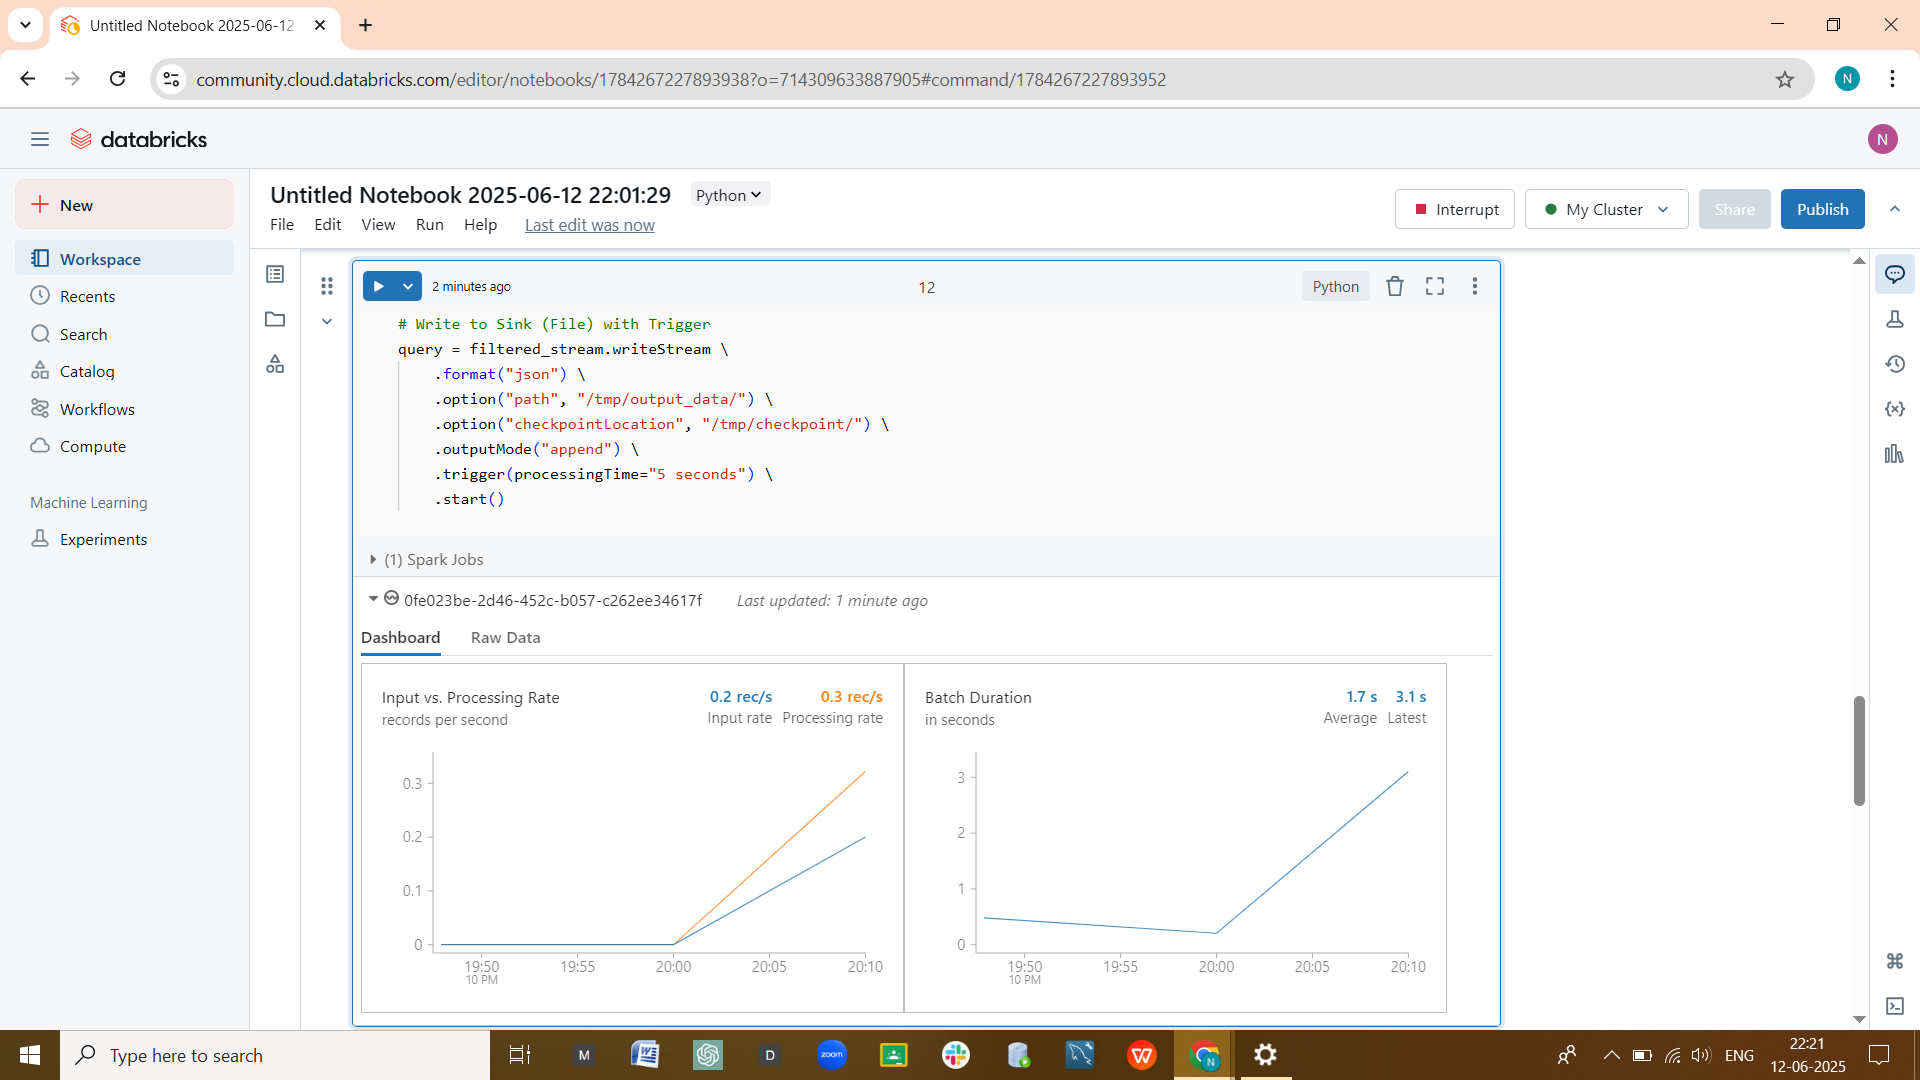 Untitled Notebook 2025-06-12
community.cloud.databricks.com/editor/notebooks/1784267227893938?o=714309633887905#command/1784267227893952
N
databricks
N
New
Workspace
Recents
Search
Catalog
Workflows
Compute
Machine Learning
Experiments
Untitled Notebook 2025-06-12 22:01:29
Python
File Edit View Run Help Last edit was now
Interrupt
My Cluster
Share
Publish
2 minutes ago
12
Python
# Write to Sink (File) with Trigger
query = filtered_stream.writeStream \
.format("json") \
.option("path", "/tmp/output_data/") \
.option("checkpointLocation", "/tmp/checkpoint/") \
.outputMode("append") \
.trigger(processingTime="5 seconds") \
.start()
(1) Spark Jobs
0fe023be-2d46-452c-b057-c262ee34617f Last updated: 1 minute ago
Dashboard Raw Data
Input vs. Processing Rate
records per second
0.2 rec/s 0.3 rec/s
Input rate Processing rate
0.3
0.2
0.1
0
19:50 19:55 20:00 20:05 20:10
10 PM
Batch Duration
in seconds
1.7 s 3.1 s
Average Latest
3
2
1
0
19:50 19:55 20:00 20:05 20:10
10 PM
Type here to search
M
W
D
zoom
W
N
ENG
22:21
12-06-2025